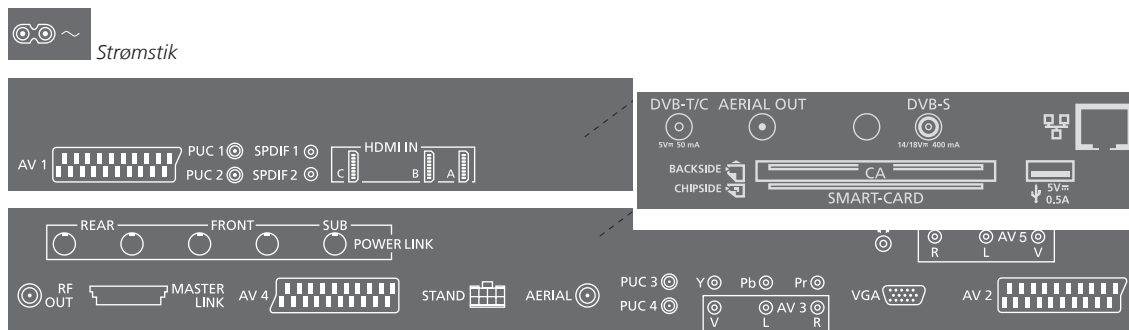 Strømstik
AV 1
PUC 1 SPDIF 1
PUC 2 SPDIF 2
HDMI IN
C B A
DVB-T/C AERIAL OUT DVB-S
5V⎓ 50 mA 14/18V⎓ 400 mA
BACKSIDE
CHIPSIDE
CA
SMART-CARD
5V⎓
0.5A
REAR FRONT SUB
POWER LINK
R L AV 5 V
RF
OUT
MASTER
LINK
AV 4
STAND
AERIAL
PUC 3
PUC 4
Y Pb Pr
AV 3
V L R
VGA
AV 2